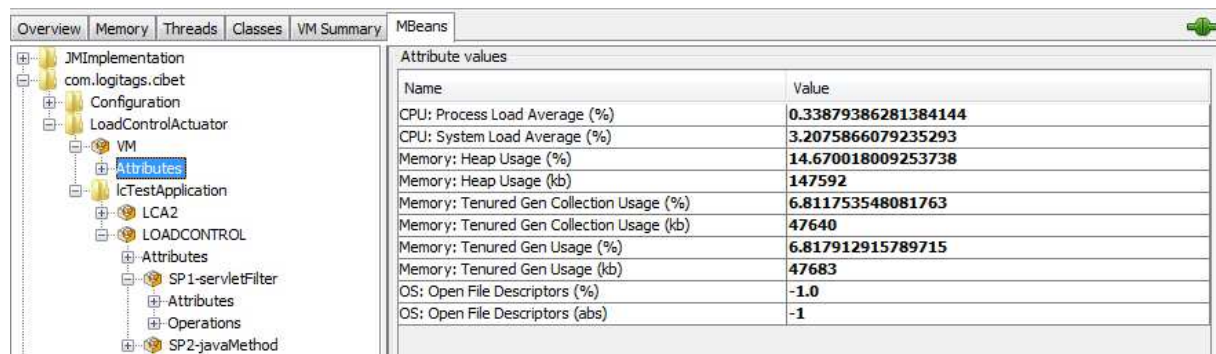 Overview Memory Threads Classes VM Summary MBeans
JMImplementation
com.logitags.cibet
Configuration
LoadControlActuator
VM
Attributes
lcTestApplication
LCA2
LOADCONTROL
Attributes
SP1-servletFilter
Attributes
Operations
SP2-javaMethod
Attribute values
Name Value
CPU: Process Load Average (%) 0.33879386281384144
CPU: System Load Average (%) 3.2075866079235293
Memory: Heap Usage (%) 14.670018009253738
Memory: Heap Usage (kb) 147592
Memory: Tenured Gen Collection Usage (%) 6.811753548081763
Memory: Tenured Gen Collection Usage (kb) 47640
Memory: Tenured Gen Usage (%) 6.817912915789715
Memory: Tenured Gen Usage (kb) 47683
OS: Open File Descriptors (%) -1.0
OS: Open File Descriptors (abs) -1